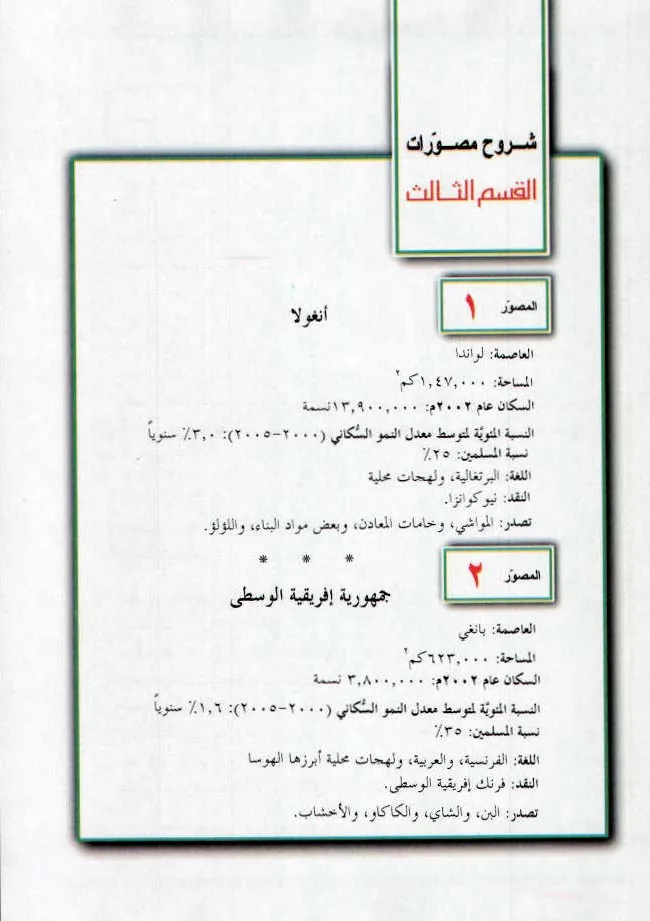 شـروح مصـوّرات
القسم الثـالث
المصوّر ١
أنغولا
العاصمة: لواندا
المساحة: ١,٤٧,٠٠٠كم٢
السكان عام ٢٠٠٢م: ١٣,٩٠٠,٠٠٠نسمة
النسبة المئويَّة لمتوسط معدل النمو السُّكاني (٢٠٠٠-٢٠٠٥): ٣,٠٪ سنوياً
نسبة المسلمين: ٢٥٪
اللغة: البرتغالية، ولهجات محلية
النقد: نيوكوانزا.
تصدر: المواشي، وخامات المعادن، وبعض مواد البناء، واللؤلؤ.
* * *
المصوّر ٢
جمهورية إفريقية الوسطى
العاصمة: بانغي
المساحة: ٦٢٣,٠٠٠كم٢
السكان عام ٢٠٠٢م: ٣,٨٠٠,٠٠٠ نسمة
النسبة المئويَّة لمتوسط معدل النمو السُّكاني (٢٠٠٠-٢٠٠٥): ١,٦٪ سنوياً
نسبة المسلمين: ٣٥٪
اللغة: الفرنسية، والعربية، ولهجات محلية أبرزها الهوسا
النقد: فرنك إفريقية الوسطى.
تصدر: البن، والشاي، والكاكاو، والأخشاب.